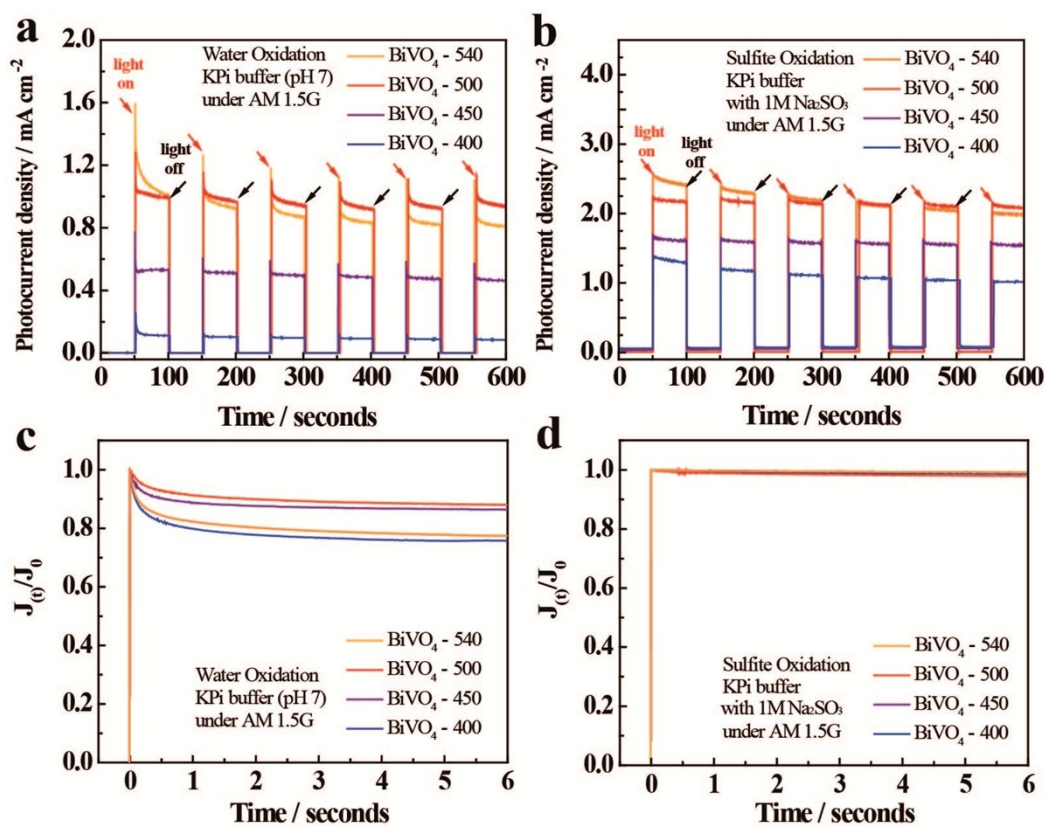 a
2.0
1.6
1.2
0.8
0.4
0.0
Photocurrent density / mA cm⁻²
light
on
light
off
Water Oxidation
KPi buffer (pH 7)
under AM 1.5G
BiVO₄ - 540
BiVO₄ - 500
BiVO₄ - 450
BiVO₄ - 400
0 100 200 300 400 500 600
Time / seconds
b
4.0
3.0
2.0
1.0
0.0
Photocurrent density / mA cm⁻²
light
on
light
off
Sulfite Oxidation
KPi buffer
with 1M Na₂SO₃
under AM 1.5G
BiVO₄ - 540
BiVO₄ - 500
BiVO₄ - 450
BiVO₄ - 400
0 100 200 300 400 500 600
Time / seconds
c
1.0
0.8
0.6
0.4
0.2
0.0
J₍ₜ₎/J₀
Water Oxidation
KPi buffer (pH 7)
under AM 1.5G
BiVO₄ - 540
BiVO₄ - 500
BiVO₄ - 450
BiVO₄ - 400
0 1 2 3 4 5 6
Time / seconds
d
1.0
0.8
0.6
0.4
0.2
0.0
J₍ₜ₎/J₀
Sulfite Oxidation
KPi buffer
with 1M Na₂SO₃
under AM 1.5G
BiVO₄ - 540
BiVO₄ - 500
BiVO₄ - 450
BiVO₄ - 400
0 1 2 3 4 5 6
Time / seconds